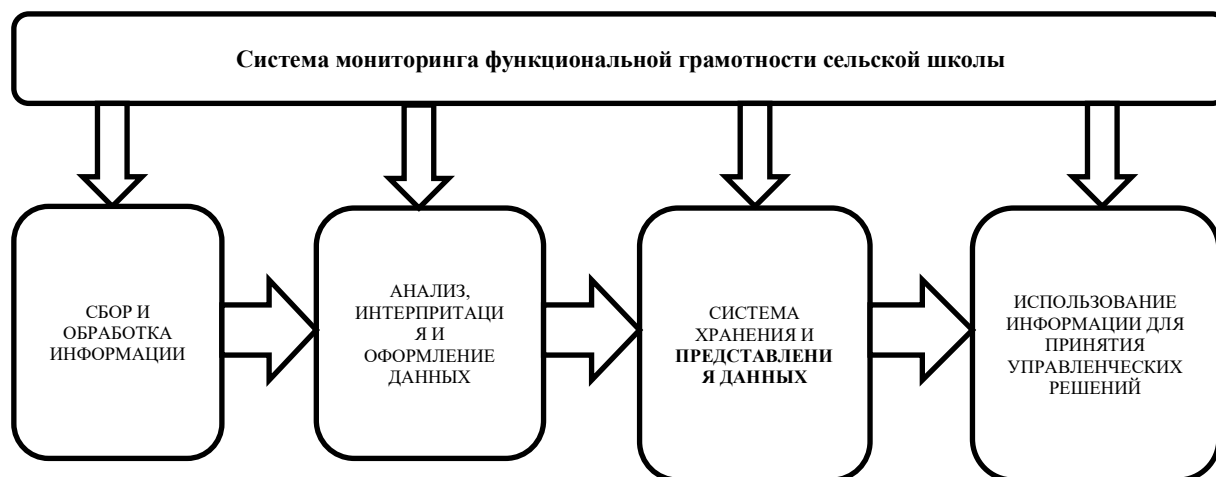 Система мониторинга функциональной грамотности сельской школы
СБОР И
ОБРАБОТКА
ИНФОРМАЦИИ
АНАЛИЗ,
ИНТЕРПРИТАЦИ
Я И
ОФОРМЛЕНИЕ
ДАННЫХ
СИСТЕМА
ХРАНЕНИЯ И
ПРЕДСТАВЛЕНИ
Я ДАННЫХ
ИСПОЛЬЗОВАНИЕ
ИНФОРМАЦИИ ДЛЯ
ПРИНЯТИЯ
УПРАВЛЕНЧЕСКИХ
РЕШЕНИЙ